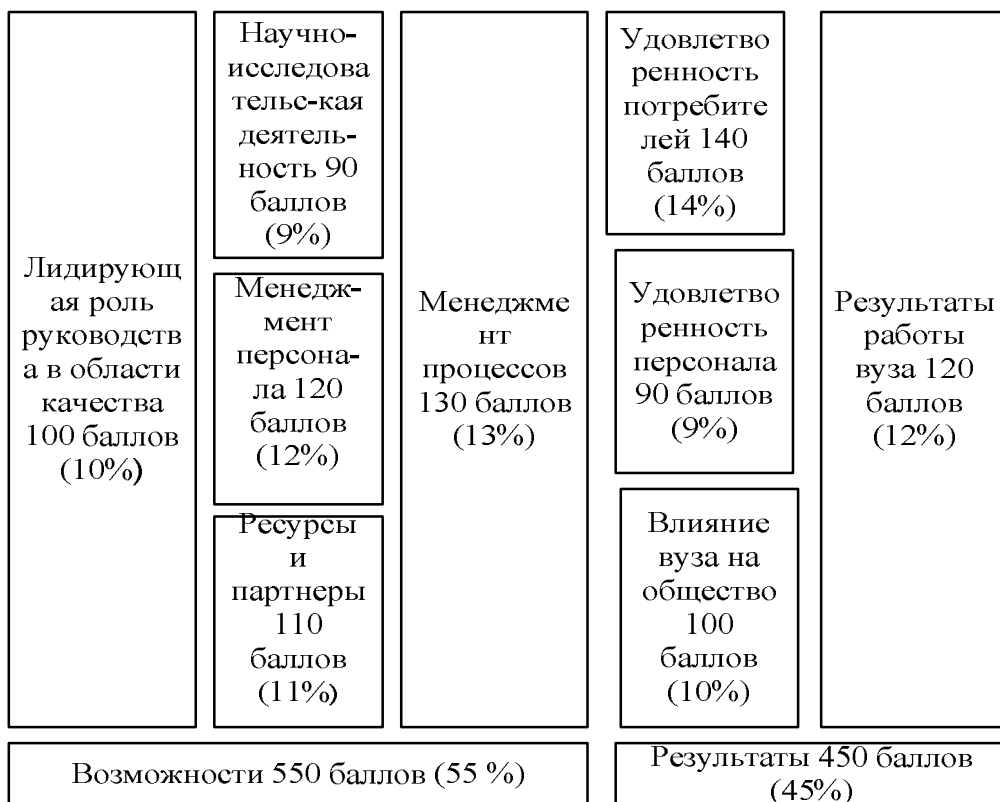 Лидирующ
ая роль
руководств
а в области
качества
100 баллов
(10%)
Научно-
исследова
тельс-кая
деятель-
ность 90
баллов
(9%)
Менедж-
мент
персона-
ла 120
баллов
(12%)
Ресурсы
и
партнеры
110
баллов
(11%)
Менеджме
нт
процессов
130 баллов
(13%)
Удовлетво
ренность
потребите
лей 140
баллов
(14%)
Удовлетво
ренность
персонала
90 баллов
(9%)
Влияние
вуза на
общество
100
баллов
(10%)
Результаты
работы
вуза 120
баллов
(12%)
Возможности 550 баллов (55 %)
Результаты 450 баллов
(45%)